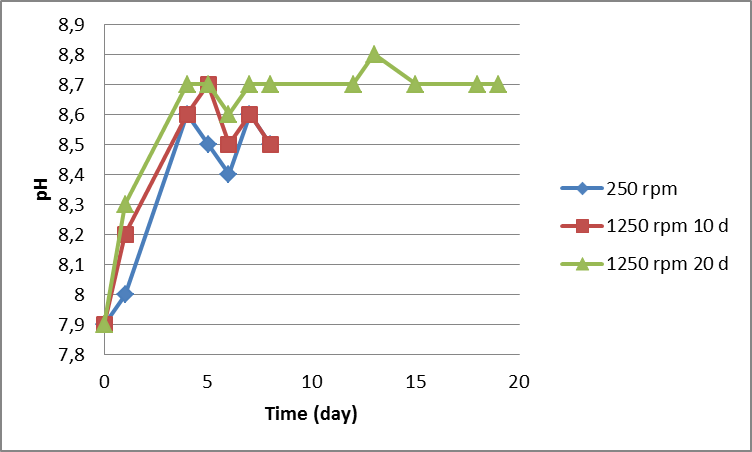 8,9
8,8
8,7
8,6
8,5
8,4
8,3
8,2
8,1
8
7,9
7,8
pH
0 5 10 15 20
Time (day)
250 rpm
1250 rpm 10 d
1250 rpm 20 d